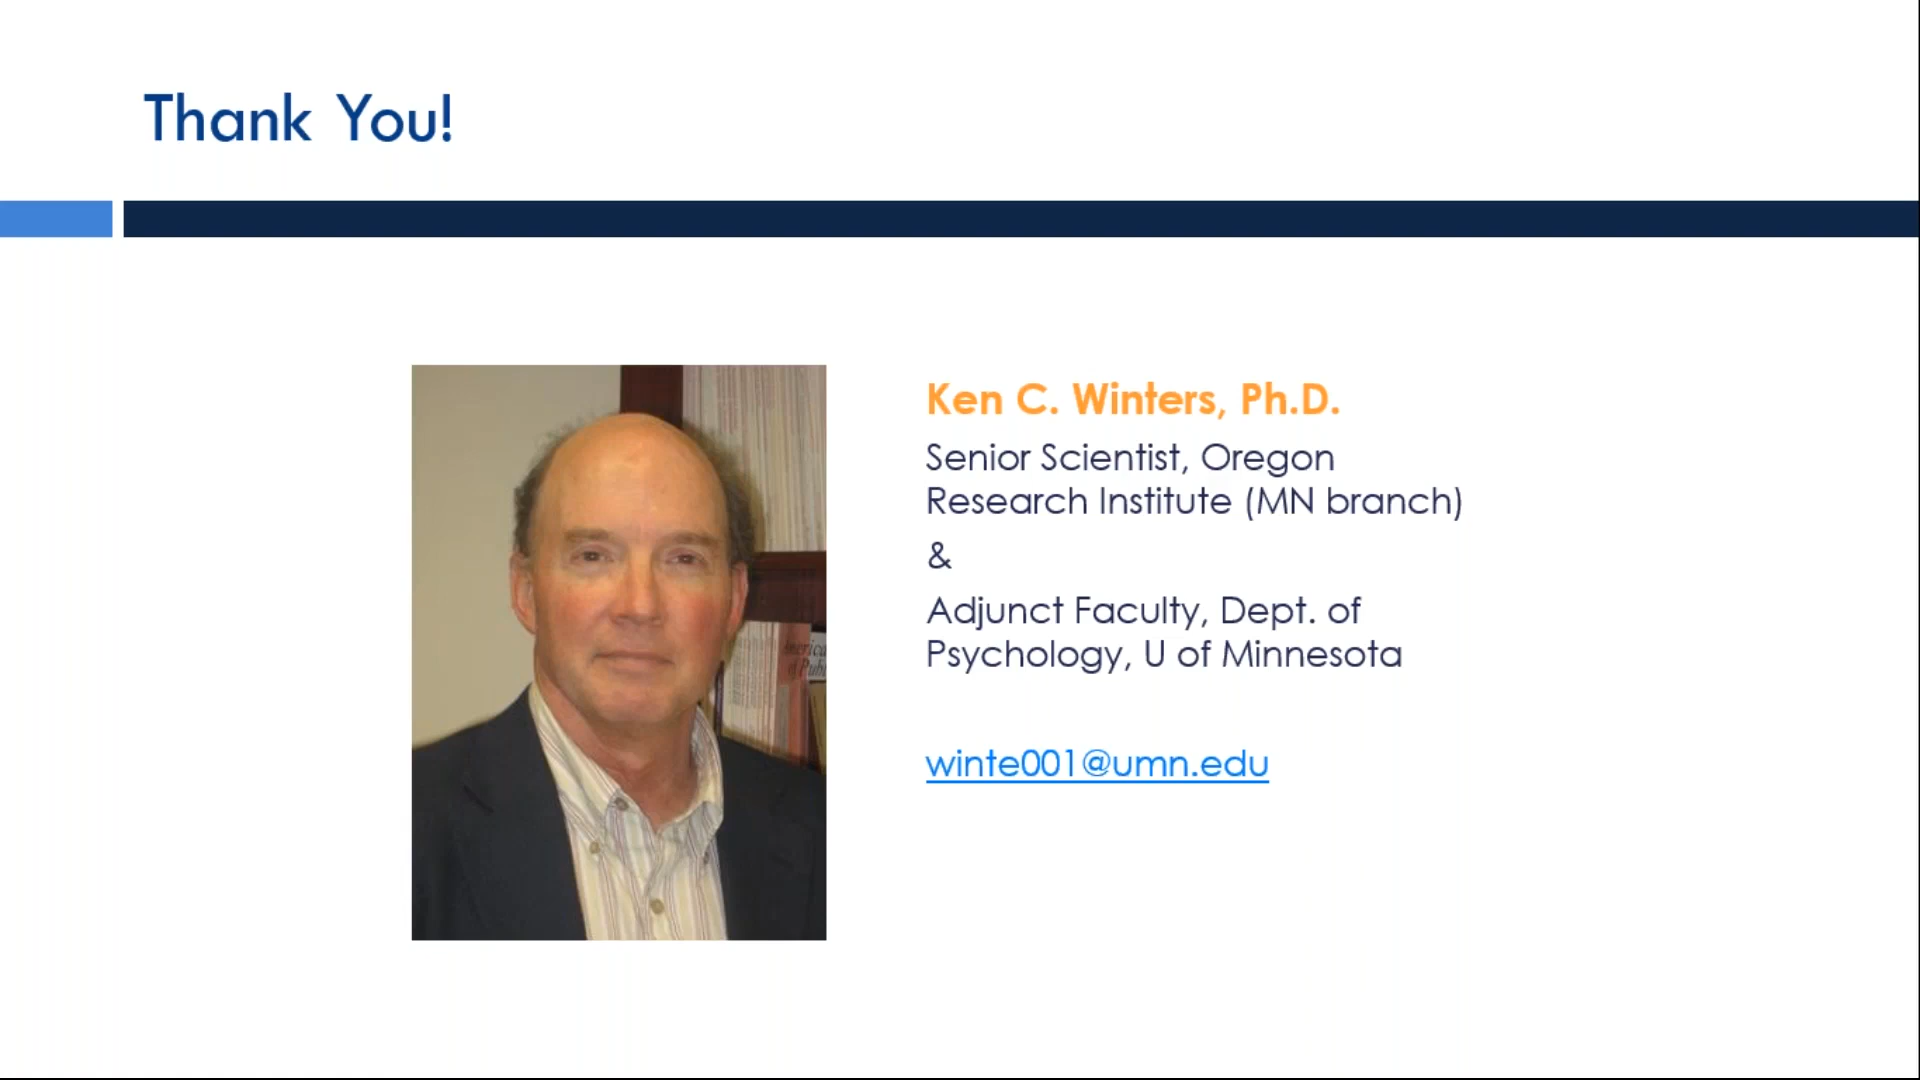 Thank You!
Ken C. Winters, Ph.D.
Senior Scientist, Oregon
Research Institute (MN branch)
&
Adjunct Faculty, Dept. of
Psychology, U of Minnesota
winte001@umn.edu